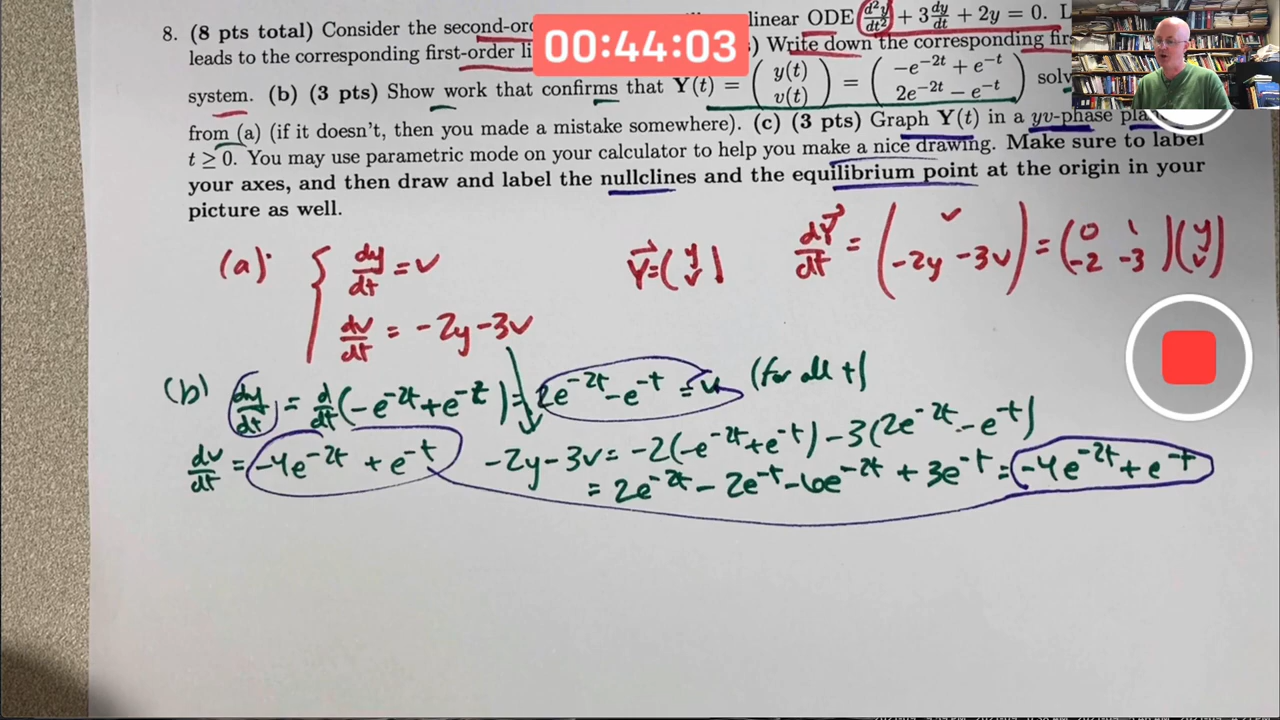 8. (8 pts total) Consider the second-or linear ODE d²y/dt² + 3 dy/dt + 2y = 0.
00:44:03
leads to the corresponding first-order li ) Write down the corresponding fir
system. (b) (3 pts) Show work that confirms that Y(t) = ( y(t) v(t) ) = ( −e^{−2t} + e^{−t} 2e^{−2t} − e^{−t} ) solv
from (a) (if it doesn't, then you made a mistake somewhere). (c) (3 pts) Graph Y(t) in a yv-phase
t ≥ 0. You may use parametric mode on your calculator to help you make a nice drawing. Make sure to label
your axes, and then draw and label the nullclines and the equilibrium point at the origin in your
picture as well.
(a) { dy/dt = v Y⃗ = ( y v ) dY⃗/dt = ( v −2y −3v ) = ( 0 1 −2 −3 )( y v )
dv/dt = −2y −3v
(b) dy/dt = d/dt(−e^{−2t} + e^{−t}) = 2e^{−2t} − e^{−t} = v (for all t)
dv/dt = −4e^{−2t} + e^{−t} −2y −3v = −2(−e^{−2t} + e^{−t}) − 3(2e^{−2t} − e^{−t})
= 2e^{−2t} − 2e^{−t} − 6e^{−2t} + 3e^{−t} = −4e^{−2t} + e^{−t}